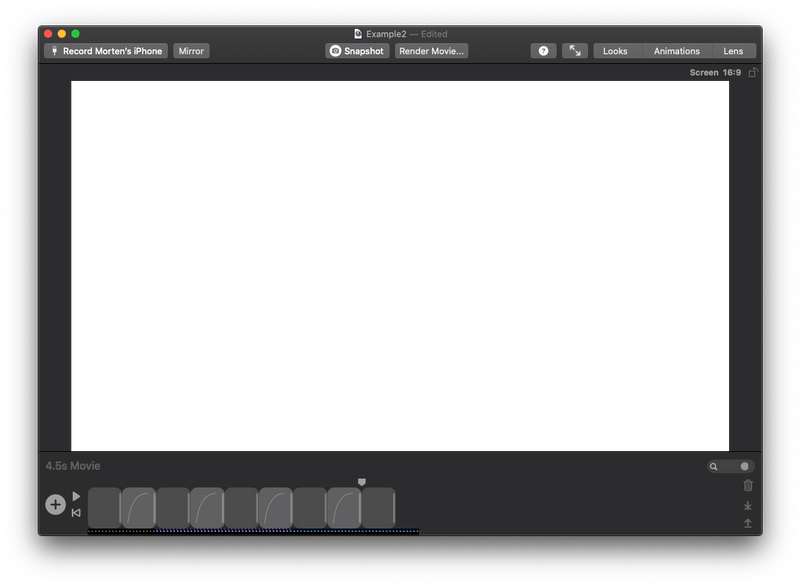 Example2 — Edited
Record Morten's iPhone Mirror Snapshot Render Movie... ? Looks Animations Lens
Screen 16:9
4.5s Movie